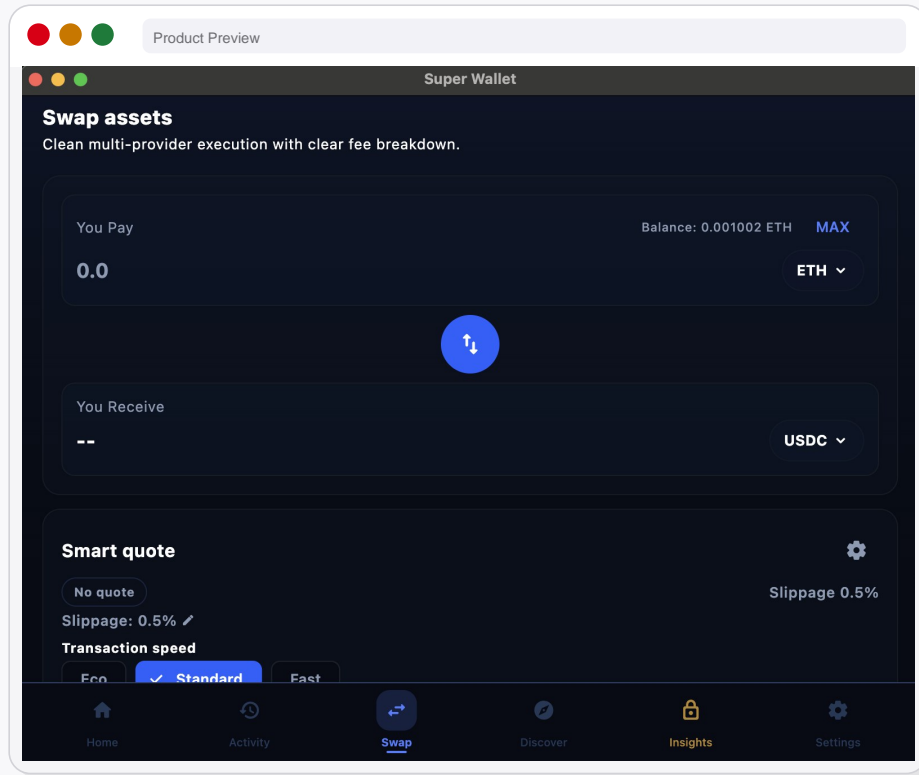 Product Preview
Super Wallet
Swap assets
Clean multi-provider execution with clear fee breakdown.
You Pay
Balance: 0.001002 ETH MAX
0.0
ETH
You Receive
--
USDC
Smart quote
No quote
Slippage 0.5%
Slippage: 0.5%
Transaction speed
Eco Standard Fast
Home Activity Swap Discover Insights Settings